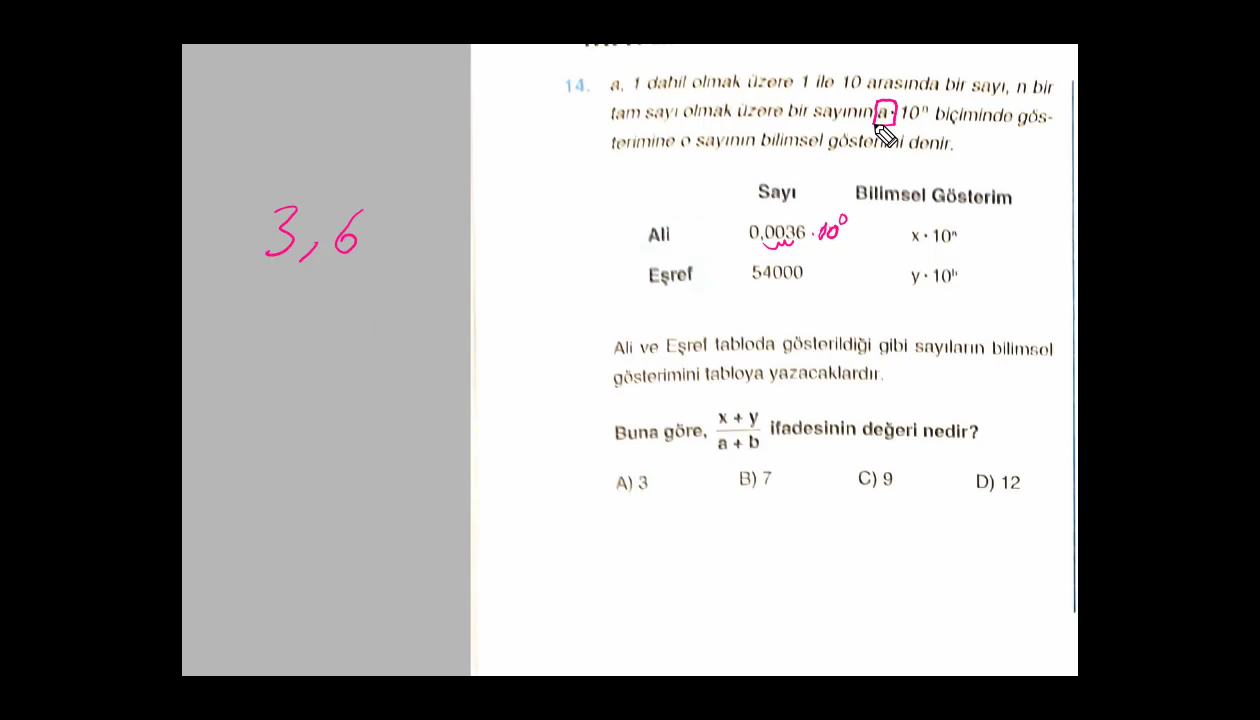 14. a, 1 dahil olmak üzere 1 ile 10 arasında bir sayı, n bir
tam sayı olmak üzere bir sayının a · 10ⁿ biçiminde gös-
terimine o sayının bilimsel gösterimi denir.
Sayı Bilimsel Gösterim
3,6
Ali 0,0036 · 10⁰ x · 10ⁿ
Eşref 54000 y · 10ᵇ
Ali ve Eşref tabloda gösterildiği gibi sayıların bilimsel
gösterimini tabloya yazacaklardır.
Buna göre, x + y / a + b ifadesinin değeri nedir?
A) 3 B) 7 C) 9 D) 12